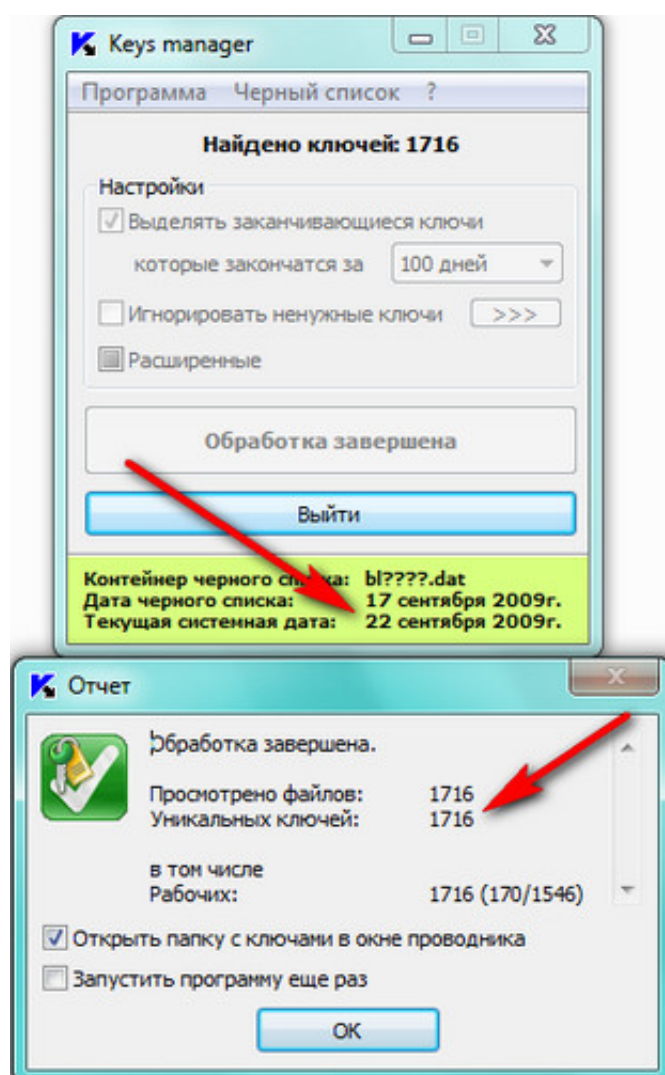 Keys manager
Программа Черный список ?
Найдено ключей: 1716
Настройки
Выделять заканчивающиеся ключи
которые закончатся за 100 дней
Игнорировать ненужные ключи >>>
Расширенные
Обработка завершена
Выйти
Контейнер черного списка: bl????.dat
Дата черного списка: 17 сентября 2009г.
Текущая системная дата: 22 сентября 2009г.
Отчет
Обработка завершена.
Просмотрено файлов: 1716
Уникальных ключей: 1716
в том числе
Рабочих: 1716 (170/1546)
Открыть папку с ключами в окне проводника
Запустить программу еще раз
OK